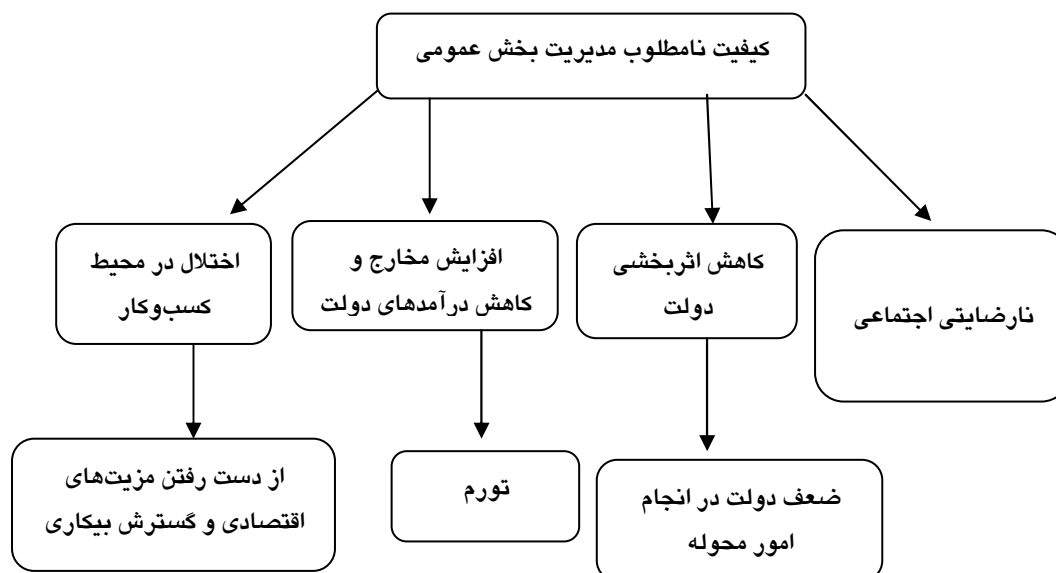 کیفیت نامطلوب مدیریت بخش عمومی
نارضایتی اجتماعی
کاهش اثربخشی
دولت
افزایش مخارج و
کاهش درآمدهای دولت
اختلال در محیط
کسب‌وکار
ضعف دولت در انجام
امور محوله
تورم
از دست رفتن مزیت‌های
اقتصادی و گسترش بیکاری